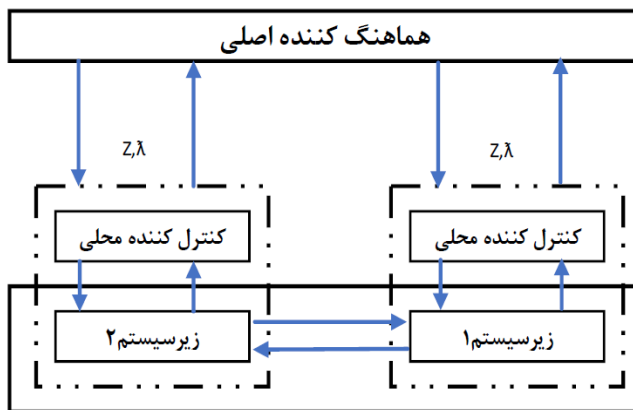 هماهنگ کننده اصلی
Z,ƛ
Z,ƛ
کنترل کننده محلی
کنترل کننده محلی
زیرسیستم۱
زیرسیستم۲